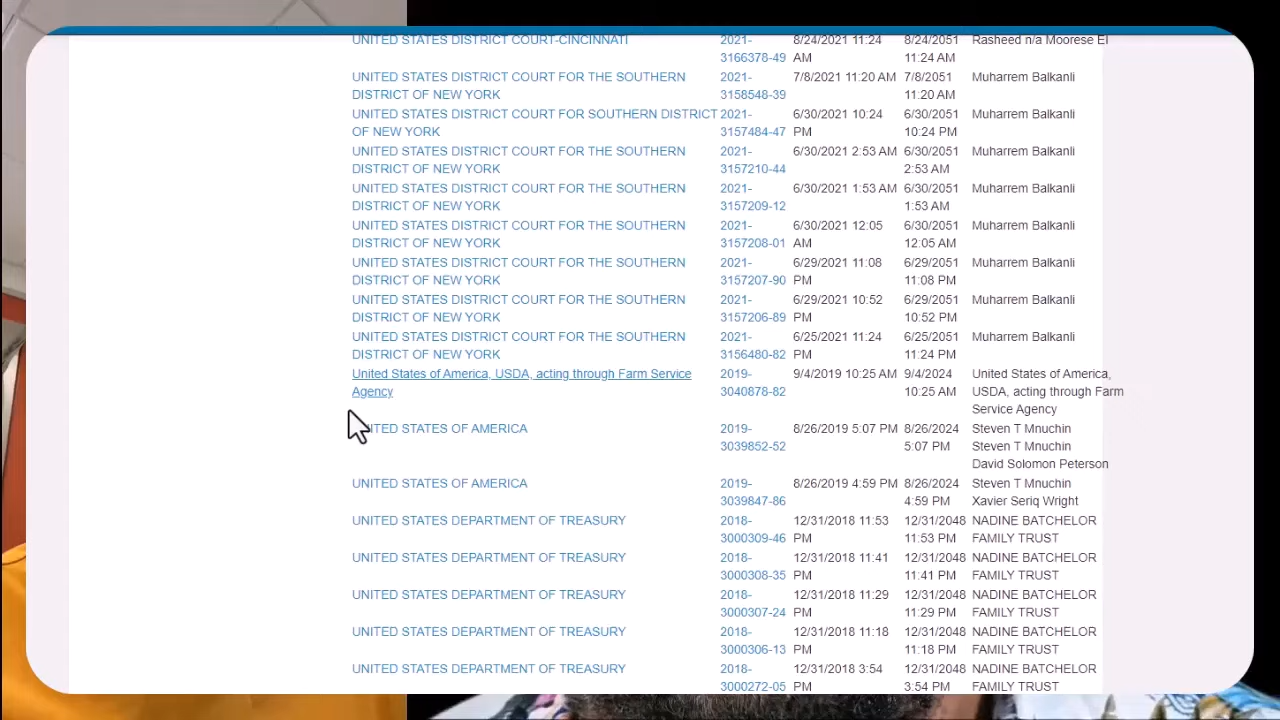 UNITED STATES DISTRICT COURT-CINCINNATI 2021- 8/24/2021 11:24 8/24/2051 Rasheed n/a Moorese El
3166378-49 AM 11:24 AM
UNITED STATES DISTRICT COURT FOR THE SOUTHERN 2021- 7/8/2021 11:20 AM 7/8/2051 Muharrem Balkanli
DISTRICT OF NEW YORK 3158548-39 11:20 AM
UNITED STATES DISTRICT COURT FOR SOUTHERN DISTRICT 2021- 6/30/2021 10:24 6/30/2051 Muharrem Balkanli
OF NEW YORK 3157484-47 PM 10:24 PM
UNITED STATES DISTRICT COURT FOR THE SOUTHERN 2021- 6/30/2021 2:53 AM 6/30/2051 Muharrem Balkanli
DISTRICT OF NEW YORK 3157210-44 2:53 AM
UNITED STATES DISTRICT COURT FOR THE SOUTHERN 2021- 6/30/2021 1:53 AM 6/30/2051 Muharrem Balkanli
DISTRICT OF NEW YORK 3157209-12 1:53 AM
UNITED STATES DISTRICT COURT FOR THE SOUTHERN 2021- 6/30/2021 12:05 6/30/2051 Muharrem Balkanli
DISTRICT OF NEW YORK 3157208-01 AM 12:05 AM
UNITED STATES DISTRICT COURT FOR THE SOUTHERN 2021- 6/29/2021 11:08 6/29/2051 Muharrem Balkanli
DISTRICT OF NEW YORK 3157207-90 PM 11:08 PM
UNITED STATES DISTRICT COURT FOR THE SOUTHERN 2021- 6/29/2021 10:52 6/29/2051 Muharrem Balkanli
DISTRICT OF NEW YORK 3157206-89 PM 10:52 PM
UNITED STATES DISTRICT COURT FOR THE SOUTHERN 2021- 6/25/2021 11:24 6/25/2051 Muharrem Balkanli
DISTRICT OF NEW YORK 3156480-82 PM 11:24 PM
United States of America, USDA, acting through Farm Service 2019- 9/4/2019 10:25 AM 9/4/2024 United States of America,
Agency 3040878-82 10:25 AM USDA, acting through Farm
Service Agency
UNITED STATES OF AMERICA 2019- 8/26/2019 5:07 PM 8/26/2024 Steven T Mnuchin
3039852-52 5:07 PM Steven T Mnuchin
David Solomon Peterson
UNITED STATES OF AMERICA 2019- 8/26/2019 4:59 PM 8/26/2024 Steven T Mnuchin
3039847-86 4:59 PM Xavier Seriq Wright
UNITED STATES DEPARTMENT OF TREASURY 2018- 12/31/2018 11:53 12/31/2048 NADINE BATCHELOR
3000309-46 PM 11:53 PM FAMILY TRUST
UNITED STATES DEPARTMENT OF TREASURY 2018- 12/31/2018 11:41 12/31/2048 NADINE BATCHELOR
3000308-35 PM 11:41 PM FAMILY TRUST
UNITED STATES DEPARTMENT OF TREASURY 2018- 12/31/2018 11:29 12/31/2048 NADINE BATCHELOR
3000307-24 PM 11:29 PM FAMILY TRUST
UNITED STATES DEPARTMENT OF TREASURY 2018- 12/31/2018 11:18 12/31/2048 NADINE BATCHELOR
3000306-13 PM 11:18 PM FAMILY TRUST
UNITED STATES DEPARTMENT OF TREASURY 2018- 12/31/2018 3:54 12/31/2048 NADINE BATCHELOR
3000272-05 PM 3:54 PM FAMILY TRUST